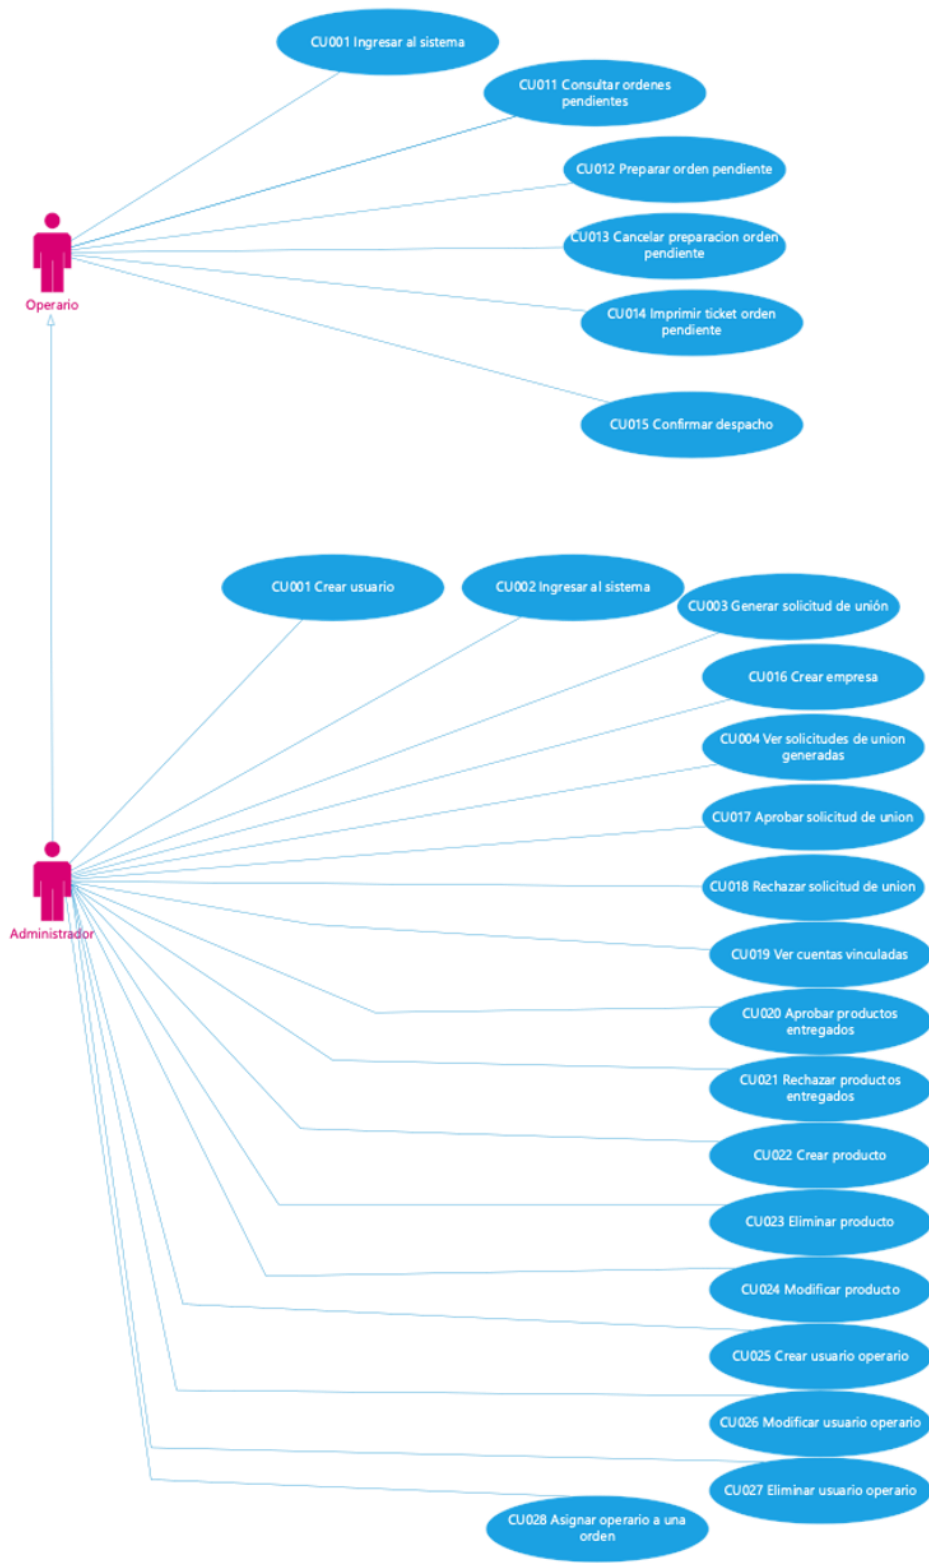 CU001 Ingresar al sistema
CU011 Consultar ordenes
pendientes
CU012 Preparar orden pendiente
CU013 Cancelar preparacion orden
pendiente
Operario
CU014 Imprimir ticket orden
pendiente
CU015 Confirmar despacho
CU001 Crear usuario
CU002 Ingresar al sistema
CU003 Generar solicitud de unión
CU016 Crear empresa
CU004 Ver solicitudes de union
generadas
CU017 Aprobar solicitud de union
CU018 Rechazar solicitud de union
Administrador
CU019 Ver cuentas vinculadas
CU020 Aprobar productos
entregados
CU021 Rechazar productos
entregados
CU022 Crear producto
CU023 Eliminar producto
CU024 Modificar producto
CU025 Crear usuario operario
CU026 Modificar usuario operario
CU027 Eliminar usuario operario
CU028 Asignar operario a una
orden